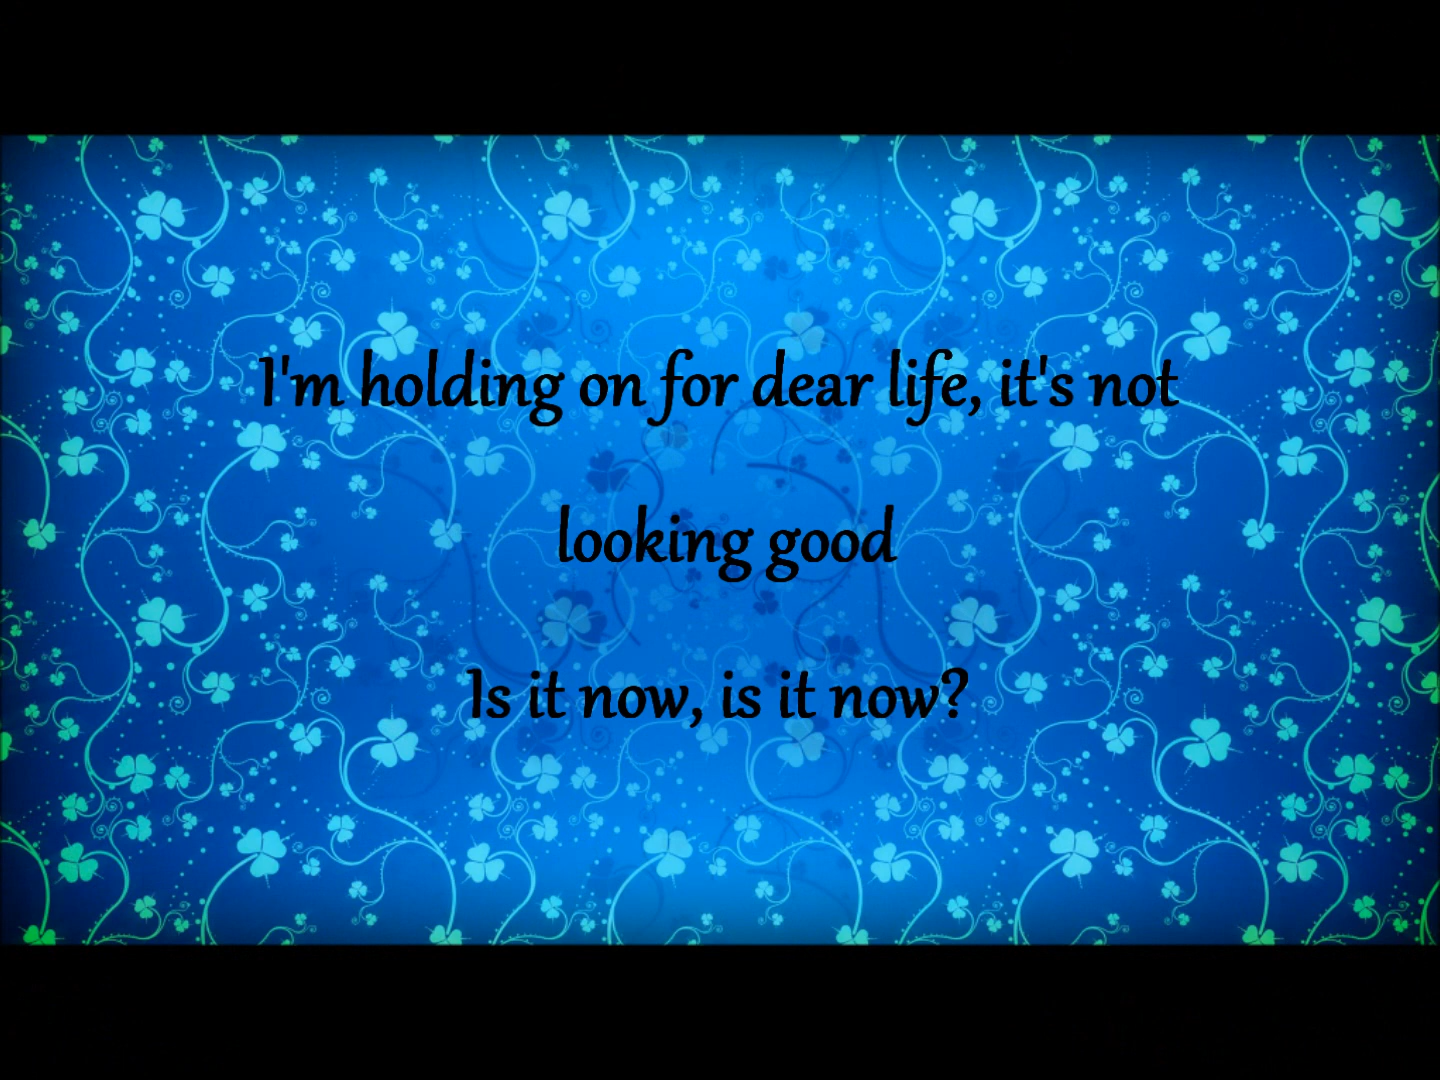 I'm holding on for dear life, it's not
looking good
Is it now, is it now?